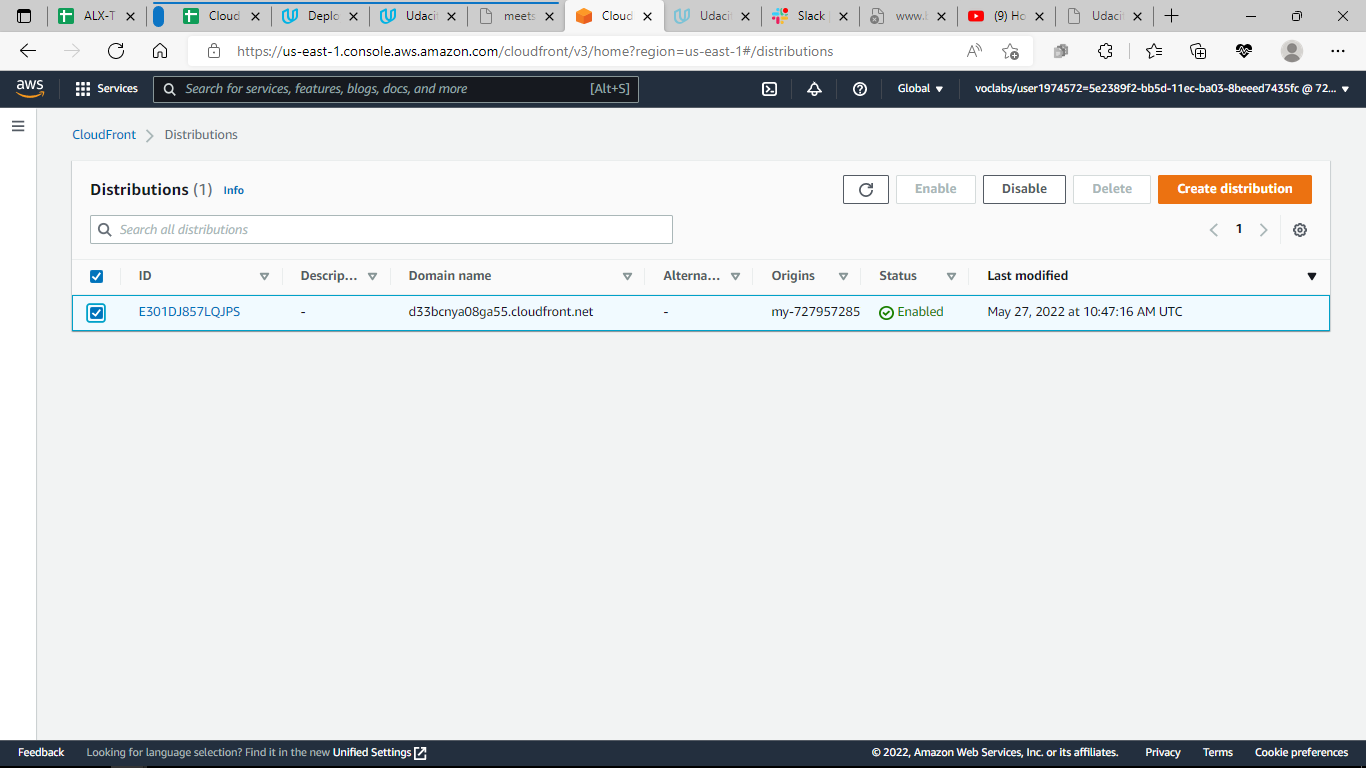 ALX-T
Cloud
Deplo
Udaci
meets
Cloud
Udaci
Slack
(9) Ho
Udaci
https://us-east-1.console.aws.amazon.com/cloudfront/v3/home?region=us-east-1#/distributions
aws
Services
Search for services, features, blogs, docs, and more
[Alt+S]
Global
voclabs/user1974572=5e2389f2-bb5d-11ec-ba03-8beeed7435fc @ 72...
CloudFront
Distributions
Distributions (1)
Info
Enable
Disable
Delete
Create distribution
Search all distributions
1
ID
Descrip...
Domain name
Alterna...
Origins
Status
Last modified
E301DJ857LQJPS
-
d33bcnya08ga55.cloudfront.net
-
my-727957285
Enabled
May 27, 2022 at 10:47:16 AM UTC
Feedback
Looking for language selection? Find it in the new Unified Settings
© 2022, Amazon Web Services, Inc. or its affiliates.
Privacy
Terms
Cookie preferences